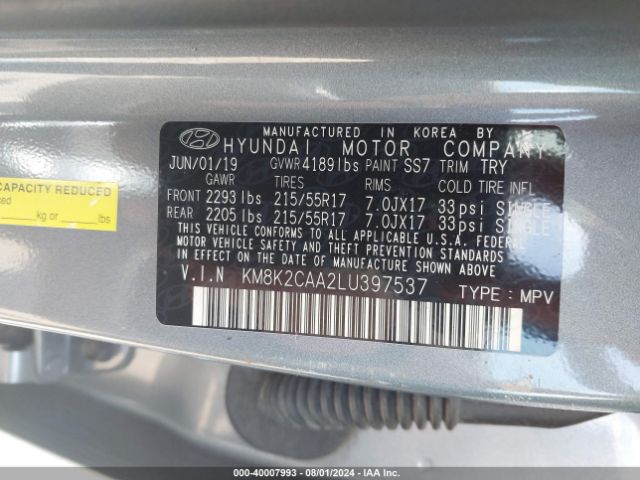 MANUFACTURED IN KOREA BY
HYUNDAI MOTOR COMPANY
JUN/01/19 GVWR 4189lbs PAINT SS7 TRIM TRY
GAWR TIRES RIMS COLD TIRE INFL
FRONT 2293lbs 215/55R17 7.0JX17 33psi SINGLE
REAR 2205lbs 215/55R17 7.0JX17 33psi SINGLE
THIS VEHICLE CONFORMS TO ALL APPLICABLE U.S.A. FEDERAL
MOTOR VEHICLE SAFETY AND THEFT PREVENTION STANDARDS
IN EFFECT ON THE DATE OF MANUFACTURE SHOWN ABOVE
V.I.N KM8K2CAA2LU397537 TYPE : MPV
CAPACITY REDUCED
kg or lbs
000-40007993 - 08/01/2024 - IAA Inc.